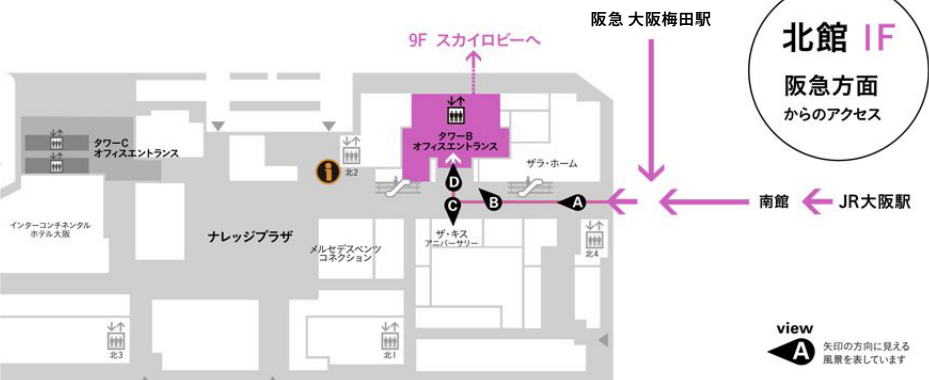 阪急 大阪梅田駅
北館 1F
阪急方面
からのアクセス
9F スカイロビーへ
タワーC
オフィスエントランス
タワーB
オフィスエントランス
ザラ・ホーム
i
北2
D
C
B
A
南館
JR大阪駅
インターコンチネンタル
ホテル大阪
ナレッジプラザ
ザ・キス
アニバーサリー
メルセデスベンツ
コネクション
北4
北3
北1
view
A
矢印の方向に見える
風景を表しています